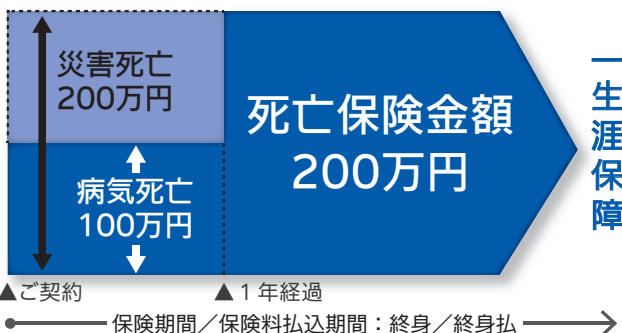 災害死亡
200万円
病気死亡
100万円
死亡保険金額
200万円
一生涯保障
▲ご契約
▲1年経過
保険期間／保険料払込期間：終身／終身払